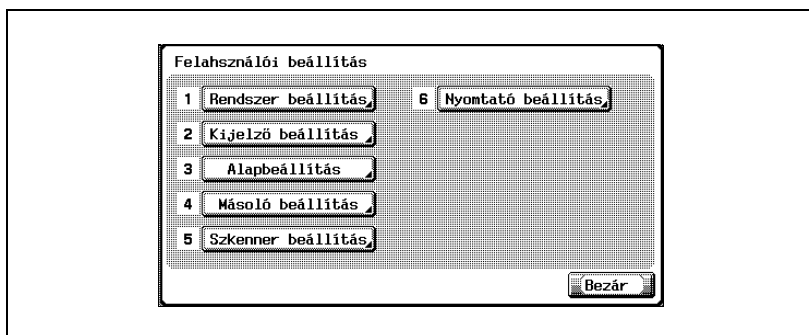 Felahsználói beállítás
1 Rendszer beállítás
2 Kijelzö beállítás
3 Alapbeállítás
4 Másoló beállítás
5 Szkenner beállítás
6 Nyomtató beállítás
Bezár